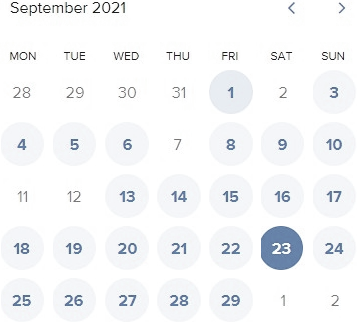 September 2021
MON TUE WED THU FRI SAT SUN
28 29 30 31 1 2 3
4 5 6 7 8 9 10
11 12 13 14 15 16 17
18 19 20 21 22 23 24
25 26 27 28 29 1 2